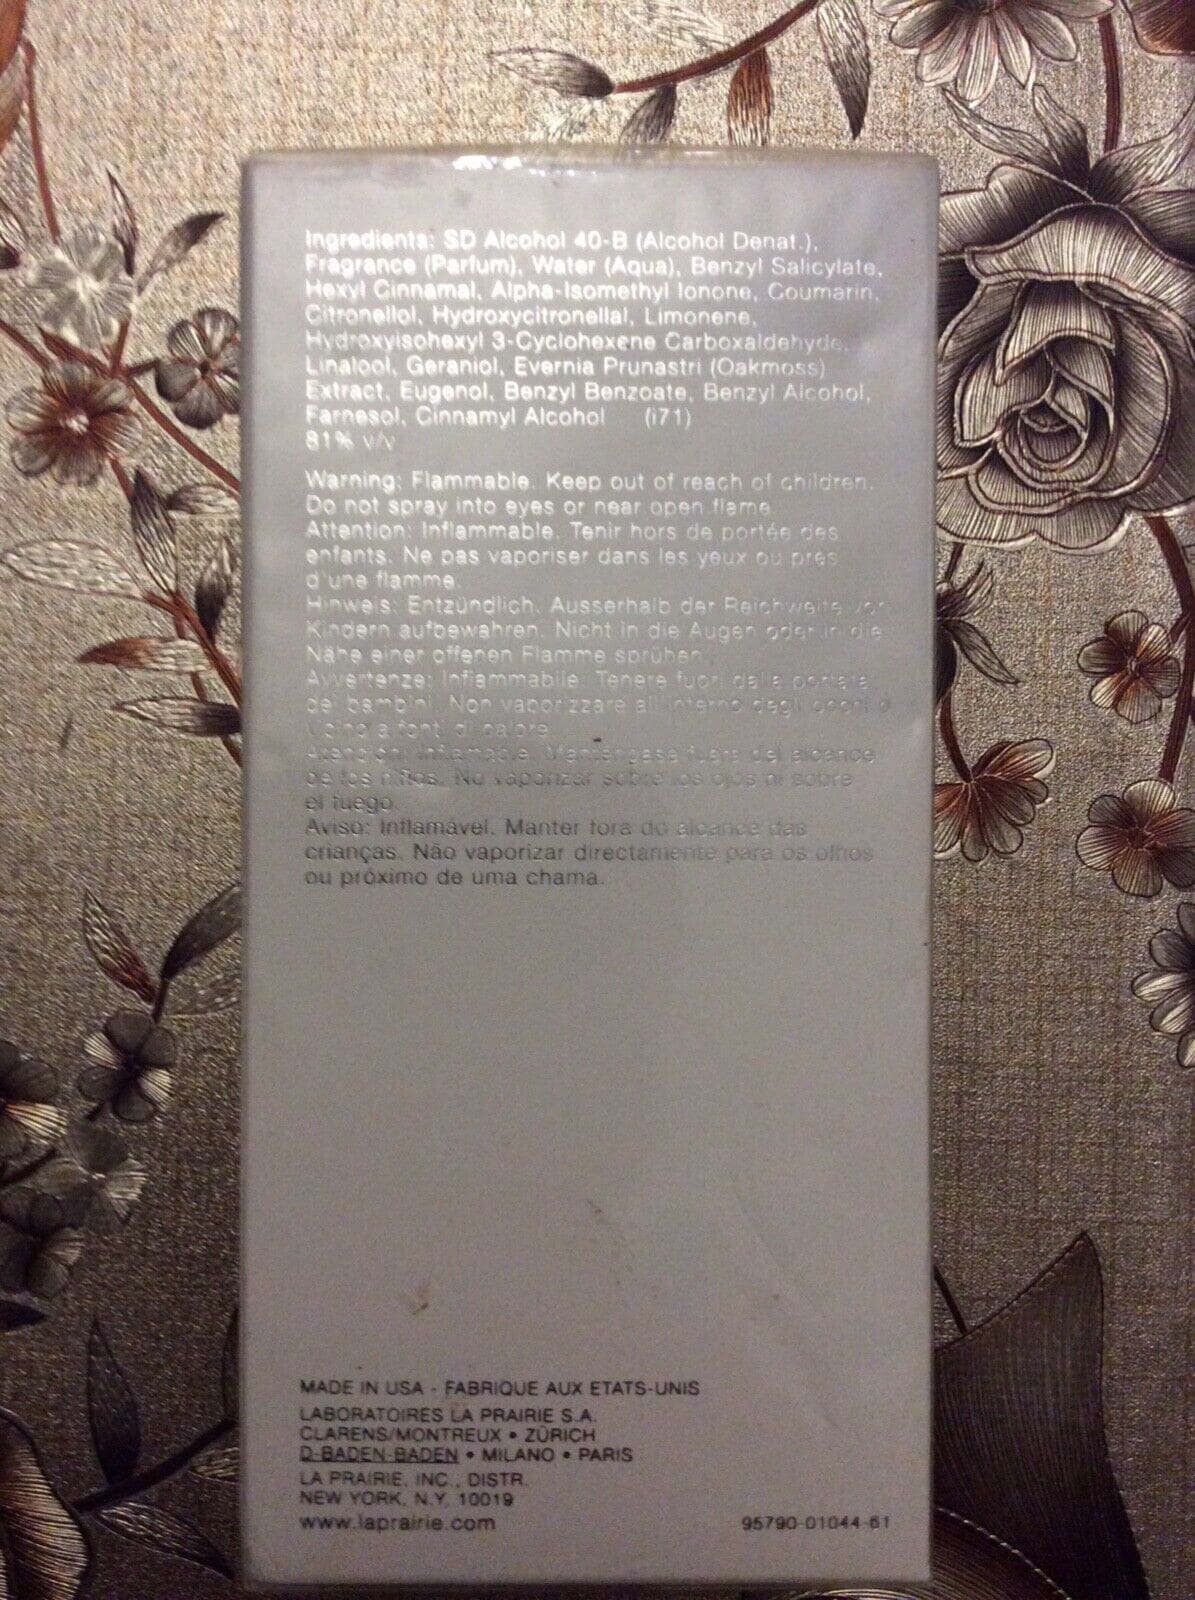 Ingredients: SD Alcohol 40-B (Alcohol Denat.),
Fragrance (Parfum), Water (Aqua), Benzyl Salicylate,
Hexyl Cinnamal, Alpha-Isomethyl Ionone, Coumarin,
Citronellol, Hydroxycitronellal, Limonene,
Hydroxyisohexyl 3-Cyclohexene Carboxaldehyde,
Linalool, Geraniol, Evernia Prunastri (Oakmoss)
Extract, Eugenol, Benzyl Benzoate, Benzyl Alcohol,
Farnesol, Cinnamyl Alcohol (i71)
81% v/v
Warning: Flammable. Keep out of reach of children.
Do not spray into eyes or near open flame.
Attention: Inflammable. Tenir hors de portée des
enfants. Ne pas vaporiser dans les yeux ou près
d'une flamme.
Hinweis: Entzündlich. Ausserhalb der Reichweite von
Kindern aufbewahren. Nicht in die Augen oder in die
Nähe einer offenen Flamme sprühen.
Avvertenze: Infiammabile. Tenere fuori dalla portata
dei bambini. Non vaporizzare all'interno degli occhi o
vicino a fonti di calore.
Atención: Inflamable. Manténgase fuera del alcance
de los niños. No vaporizar sobre los ojos ni sobre
el fuego.
Aviso: Inflamável. Manter fora do alcance das
crianças. Não vaporizar directamente para os olhos
ou próximo de uma chama.
MADE IN USA - FABRIQUE AUX ETATS-UNIS
LABORATOIRES LA PRAIRIE S.A.
CLARENS/MONTREUX • ZÜRICH
D-BADEN-BADEN • MILANO • PARIS
LA PRAIRIE, INC., DISTR.
NEW YORK, N.Y. 10019
www.laprairie.com 95790-01044-61